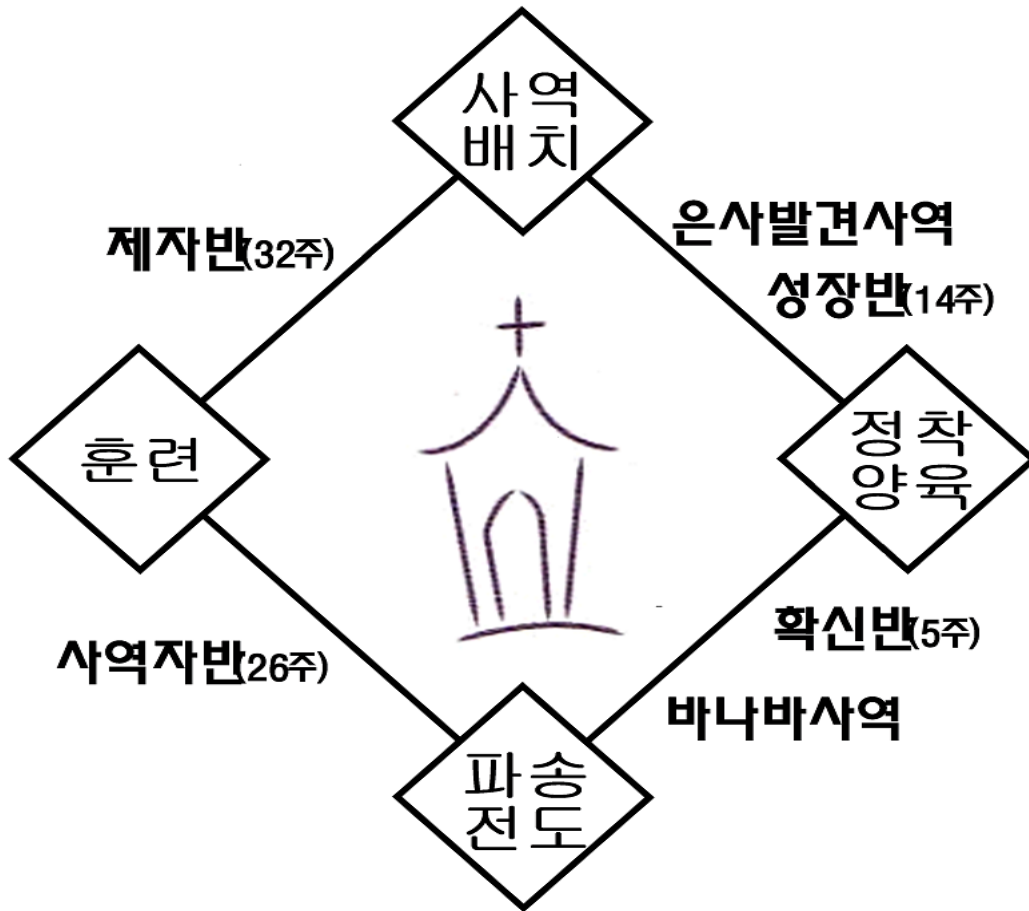 사역
배치
은사발견사역
제자반(32주)
성장반(14주)
훈련
정착
양육
확신반(5주)
사역자반(26주)
바나바사역
파송
전도